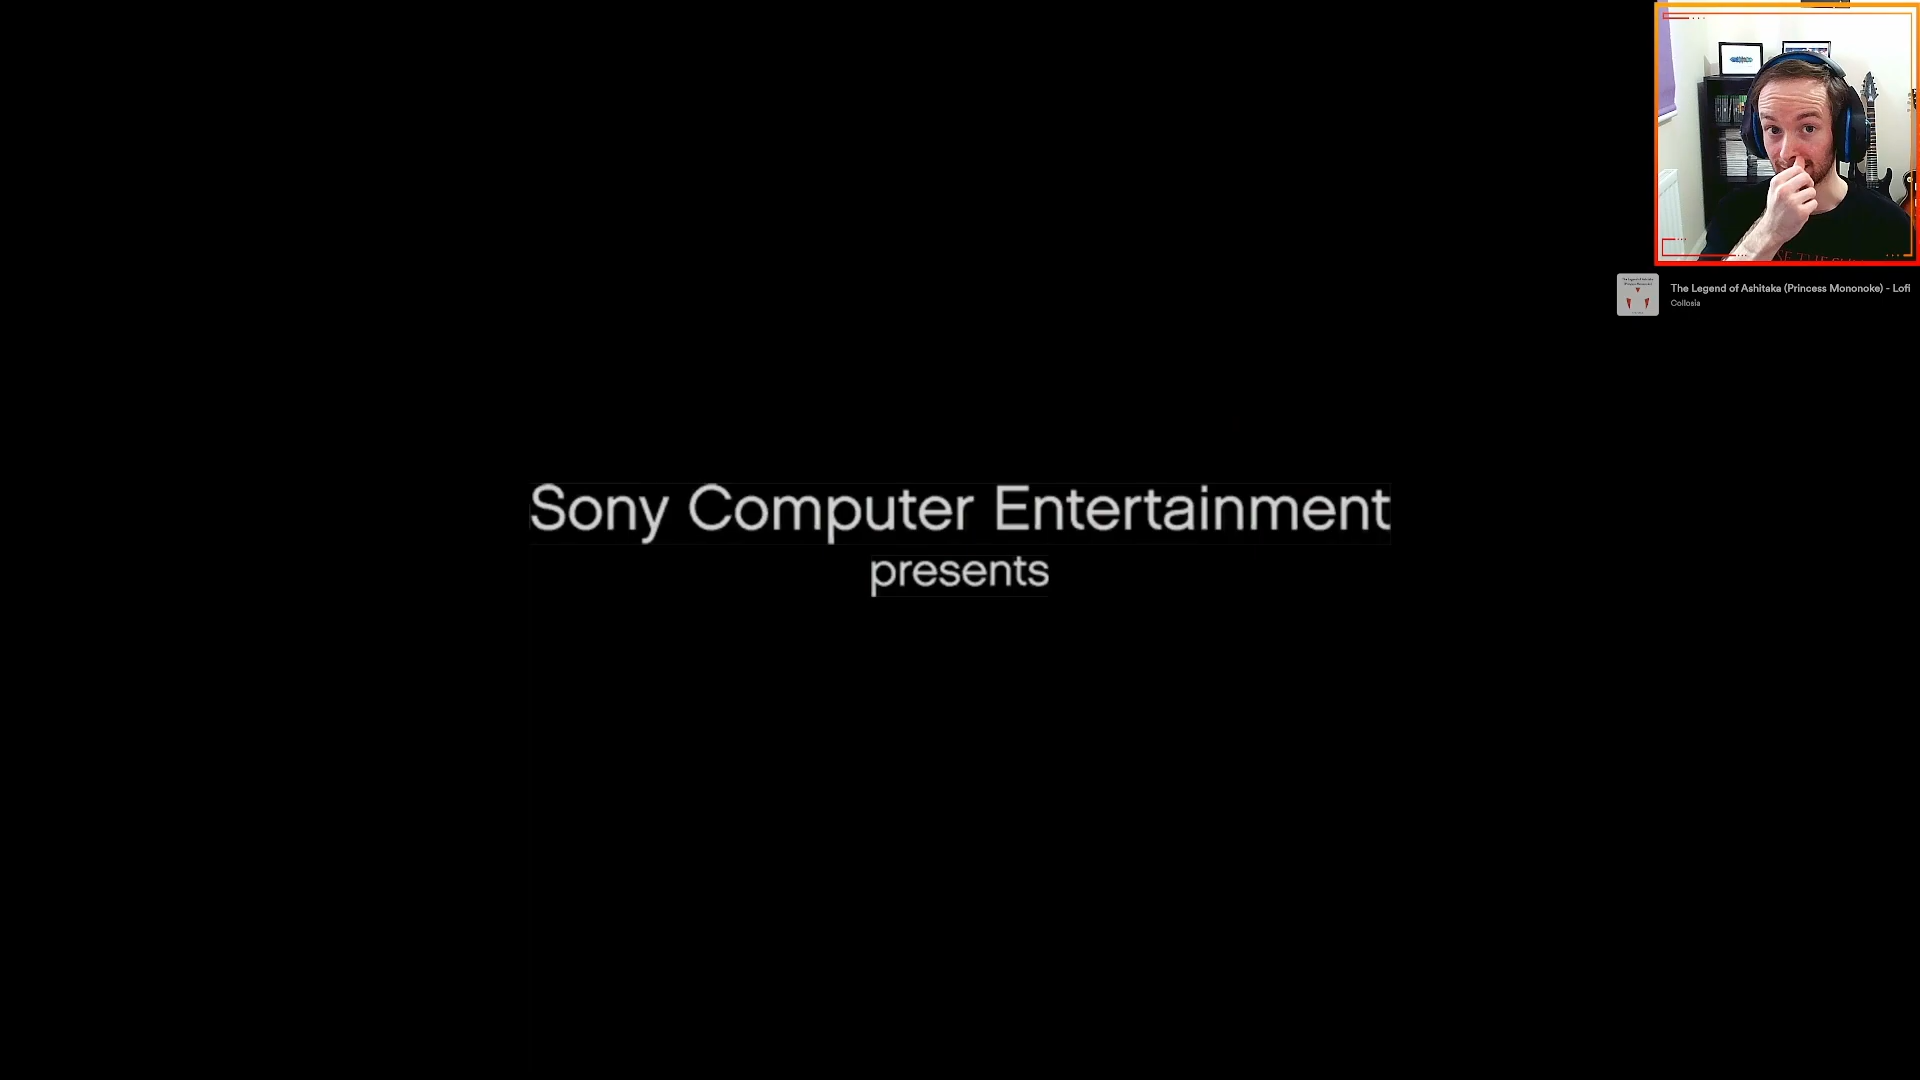 Sony Computer Entertainment
presents
The Legend of Ashitaka (Princess Mononoke) - Lofi
Collosia